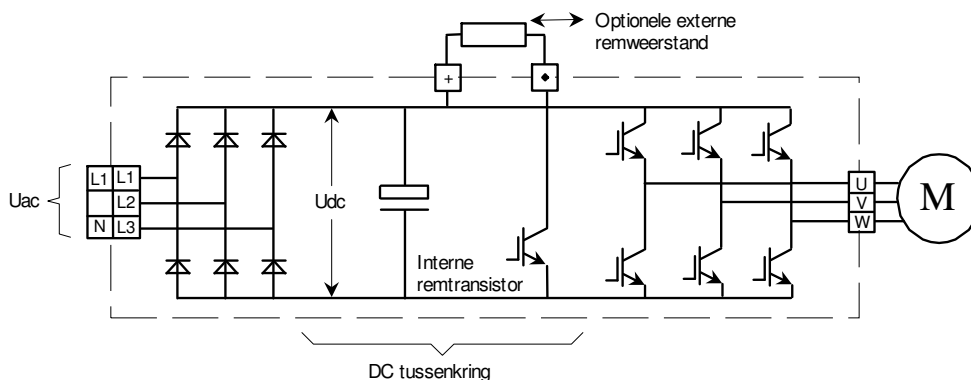 Optionele externe
remweerstand
+
Uac
L1 L1
L2
N L3
Udc
Interne
remtransistor
U
V
W
M
DC tussenkring